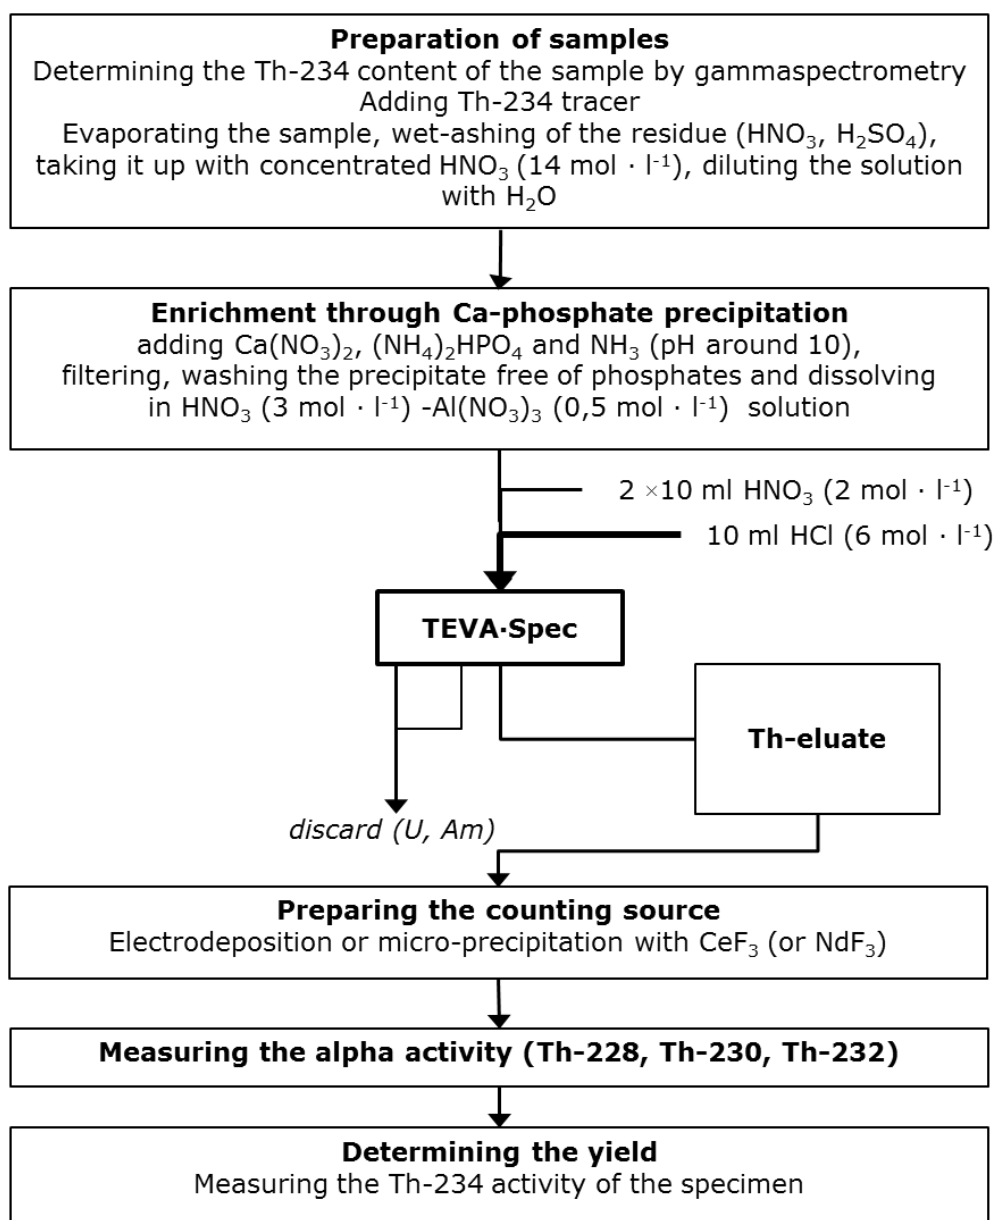 Preparation of samples
Determining the Th-234 content of the sample by gammaspectrometry
Adding Th-234 tracer
Evaporating the sample, wet-ashing of the residue (HNO₃, H₂SO₄),
taking it up with concentrated HNO₃ (14 mol · l⁻¹), diluting the solution
with H₂O
Enrichment through Ca-phosphate precipitation
adding Ca(NO₃)₂, (NH₄)₂HPO₄ and NH₃ (pH around 10),
filtering, washing the precipitate free of phosphates and dissolving
in HNO₃ (3 mol · l⁻¹) -Al(NO₃)₃ (0,5 mol · l⁻¹) solution
2 ×10 ml HNO₃ (2 mol · l⁻¹)
10 ml HCl (6 mol · l⁻¹)
TEVA·Spec
Th-eluate
discard (U, Am)
Preparing the counting source
Electrodeposition or micro-precipitation with CeF₃ (or NdF₃)
Measuring the alpha activity (Th-228, Th-230, Th-232)
Determining the yield
Measuring the Th-234 activity of the specimen